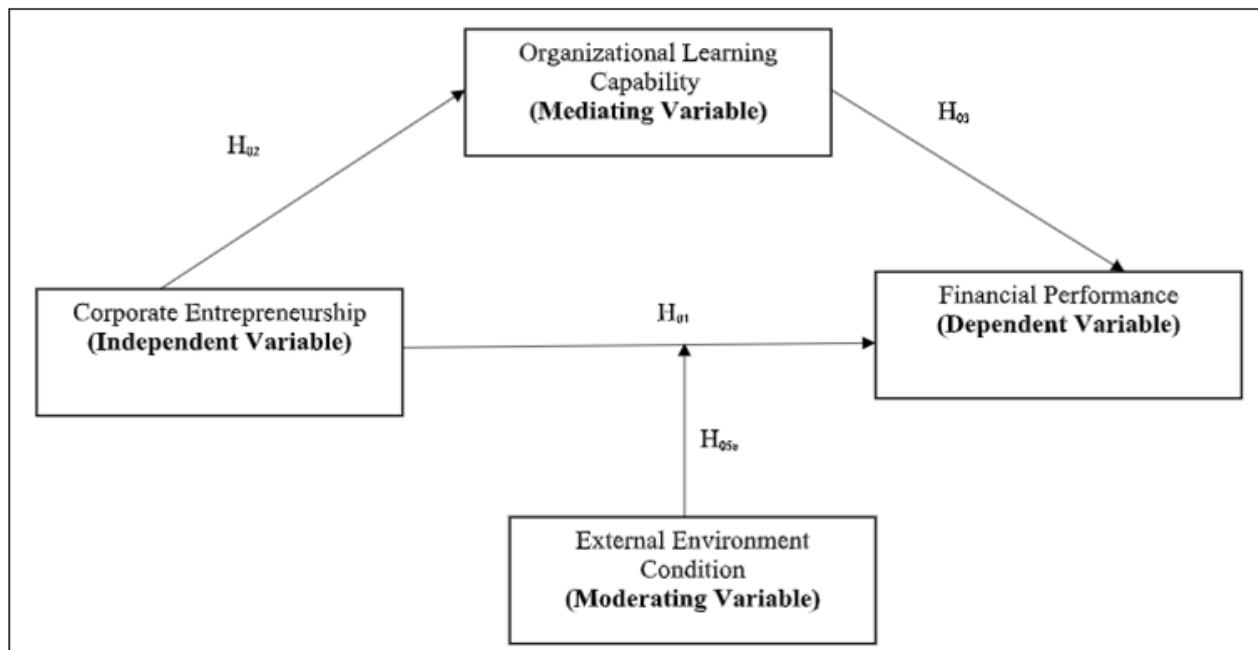 Organizational Learning
Capability
(Mediating Variable)
H03
H02
Corporate Entrepreneurship
(Independent Variable)
H01
Financial Performance
(Dependent Variable)
H05a
External Environment
Condition
(Moderating Variable)